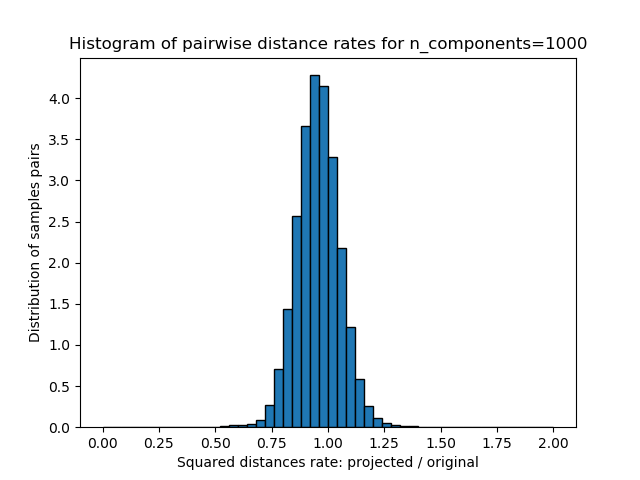 Histogram of pairwise distance rates for n_components=1000
Distribution of samples pairs
4.0
3.5
3.0
2.5
2.0
1.5
1.0
0.5
0.0
0.00 0.25 0.50 0.75 1.00 1.25 1.50 1.75 2.00
Squared distances rate: projected / original